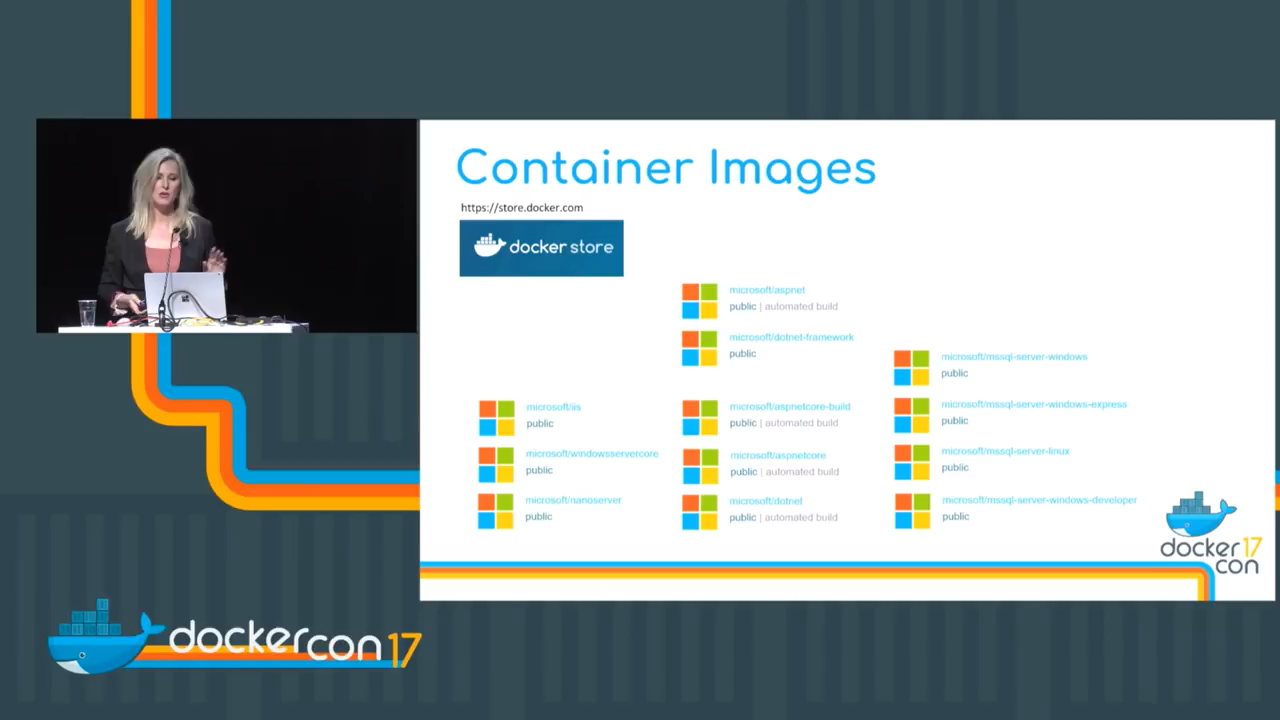 Container Images
https://store.docker.com
docker store
microsoft/aspnet
public | automated build
microsoft/dotnet-framework
public
microsoft/iis
public
microsoft/windowsservercore
public
microsoft/nanoserver
public
microsoft/aspnetcore-build
public | automated build
microsoft/aspnetcore
public | automated build
microsoft/dotnet
public | automated build
microsoft/mssql-server-windows
public
microsoft/mssql-server-windows-express
public
microsoft/mssql-server-linux
public
microsoft/mssql-server-windows-developer
public
docker 17
con
dockercon 17